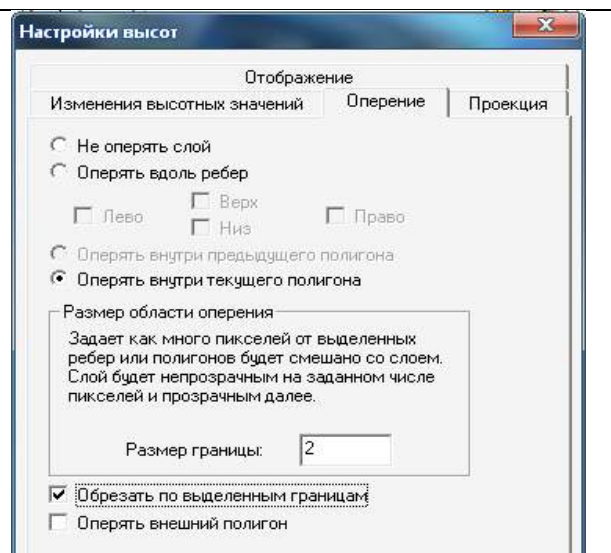 Настройки высот
Отображение
Изменения высотных значений Оперение Проекция
Не оперять слой
Оперять вдоль ребер
Верх
Лево Право
Низ
Оперять внутри предыдущего полигона
Оперять внутри текущего полигона
Размер области оперения
Задает как много пикселей от выделенных
ребер или полигонов будет смешано со слоем.
Слой будет непрозрачным на заданном числе
пикселей и прозрачным далее.
Размер границы: 2
Обрезать по выделенным границам
Оперять внешний полигон